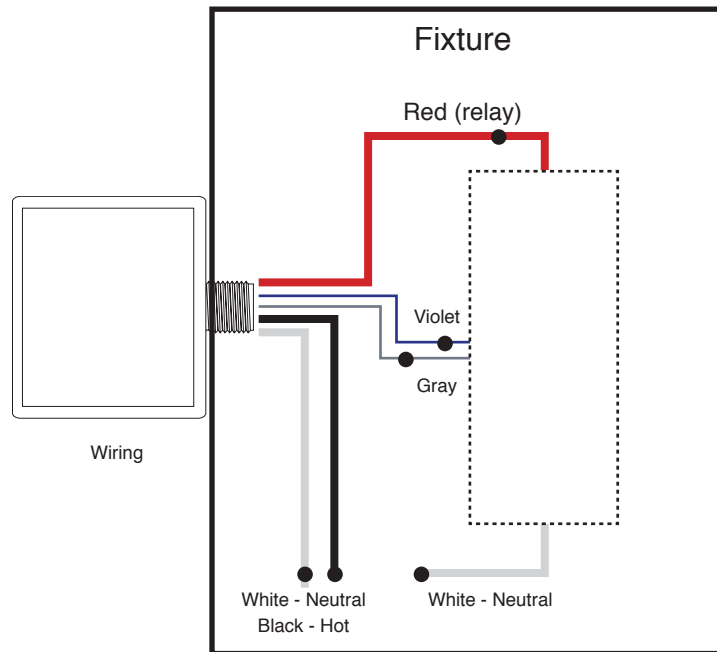 Fixture
Red (relay)
Violet
Gray
Wiring
White - Neutral
Black - Hot
White - Neutral